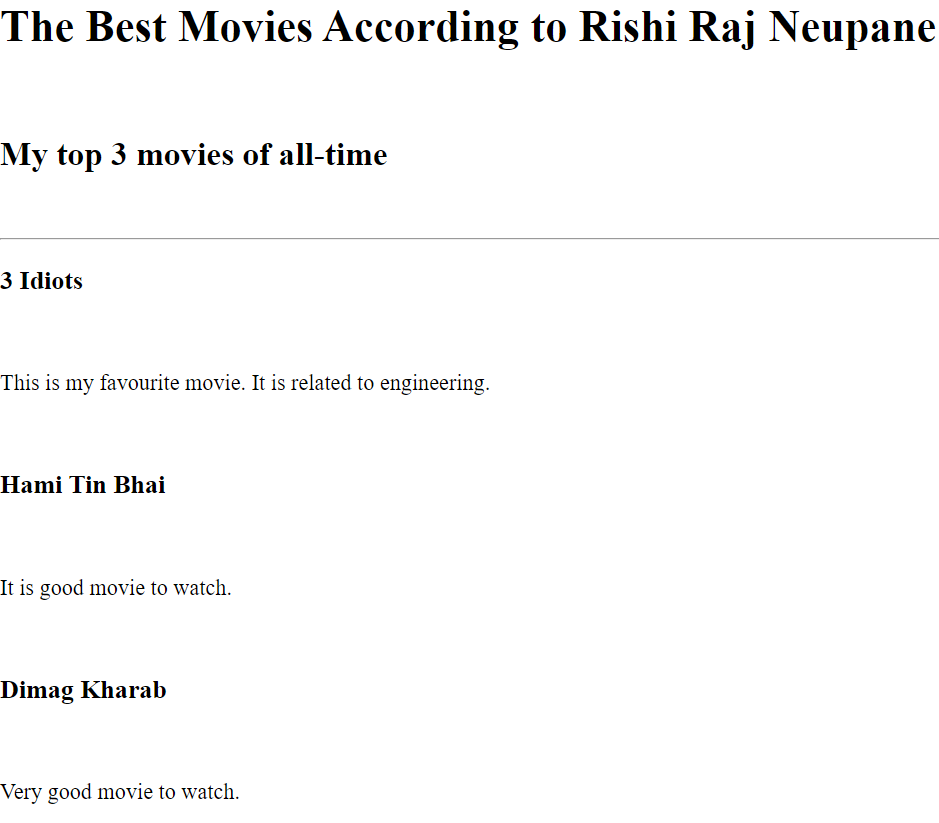 The Best Movies According to Rishi Raj Neupane
My top 3 movies of all-time
3 Idiots
This is my favourite movie. It is related to engineering.
Hami Tin Bhai
It is good movie to watch.
Dimag Kharab
Very good movie to watch.